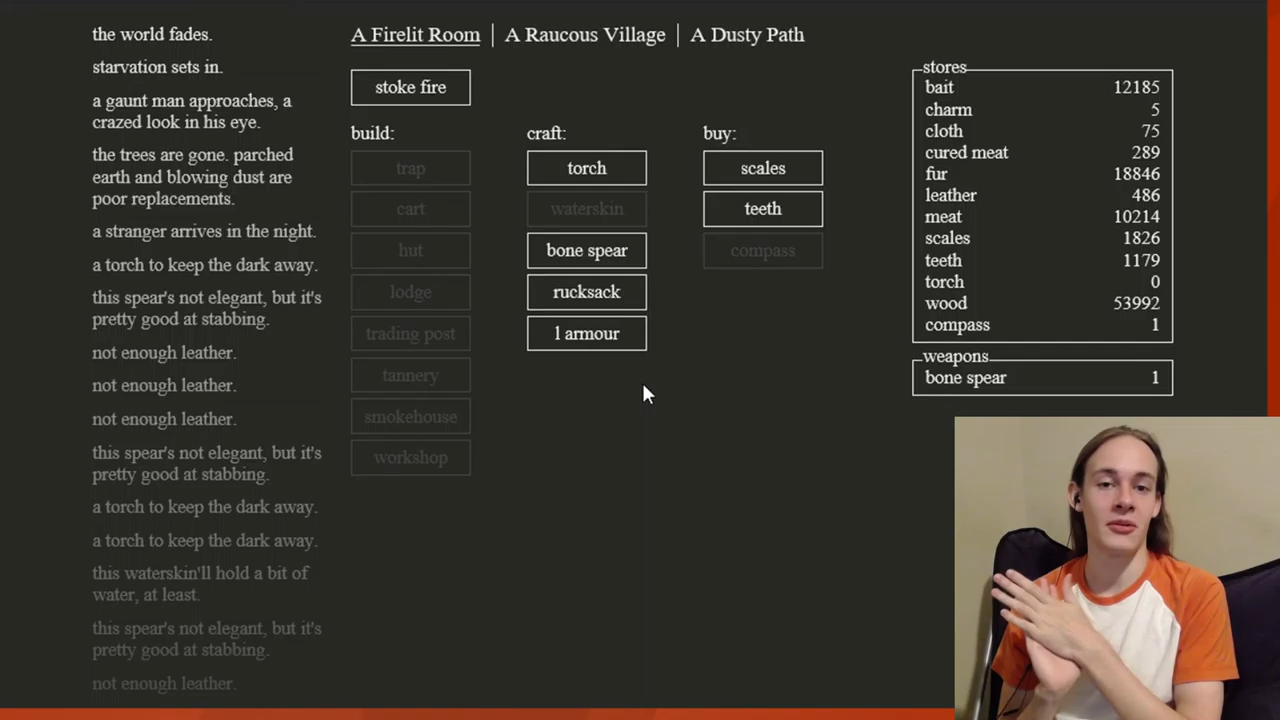 the world fades.
starvation sets in.
a gaunt man approaches, a
crazed look in his eye.
the trees are gone. parched
earth and blowing dust are
poor replacements.
a stranger arrives in the night.
a torch to keep the dark away.
this spear's not elegant, but it's
pretty good at stabbing.
not enough leather.
not enough leather.
not enough leather.
this spear's not elegant, but it's
pretty good at stabbing.
a torch to keep the dark away.
a torch to keep the dark away.
this waterskin'll hold a bit of
water, at least.
this spear's not elegant, but it's
pretty good at stabbing.
not enough leather.
A Firelit Room | A Raucous Village | A Dusty Path
stoke fire
build:
trap
cart
hut
lodge
trading post
tannery
smokehouse
workshop
craft:
torch
waterskin
bone spear
rucksack
l armour
buy:
scales
teeth
compass
stores
bait 12185
charm 5
cloth 75
cured meat 289
fur 18846
leather 486
meat 10214
scales 1826
teeth 1179
torch 0
wood 53992
compass 1
weapons
bone spear 1